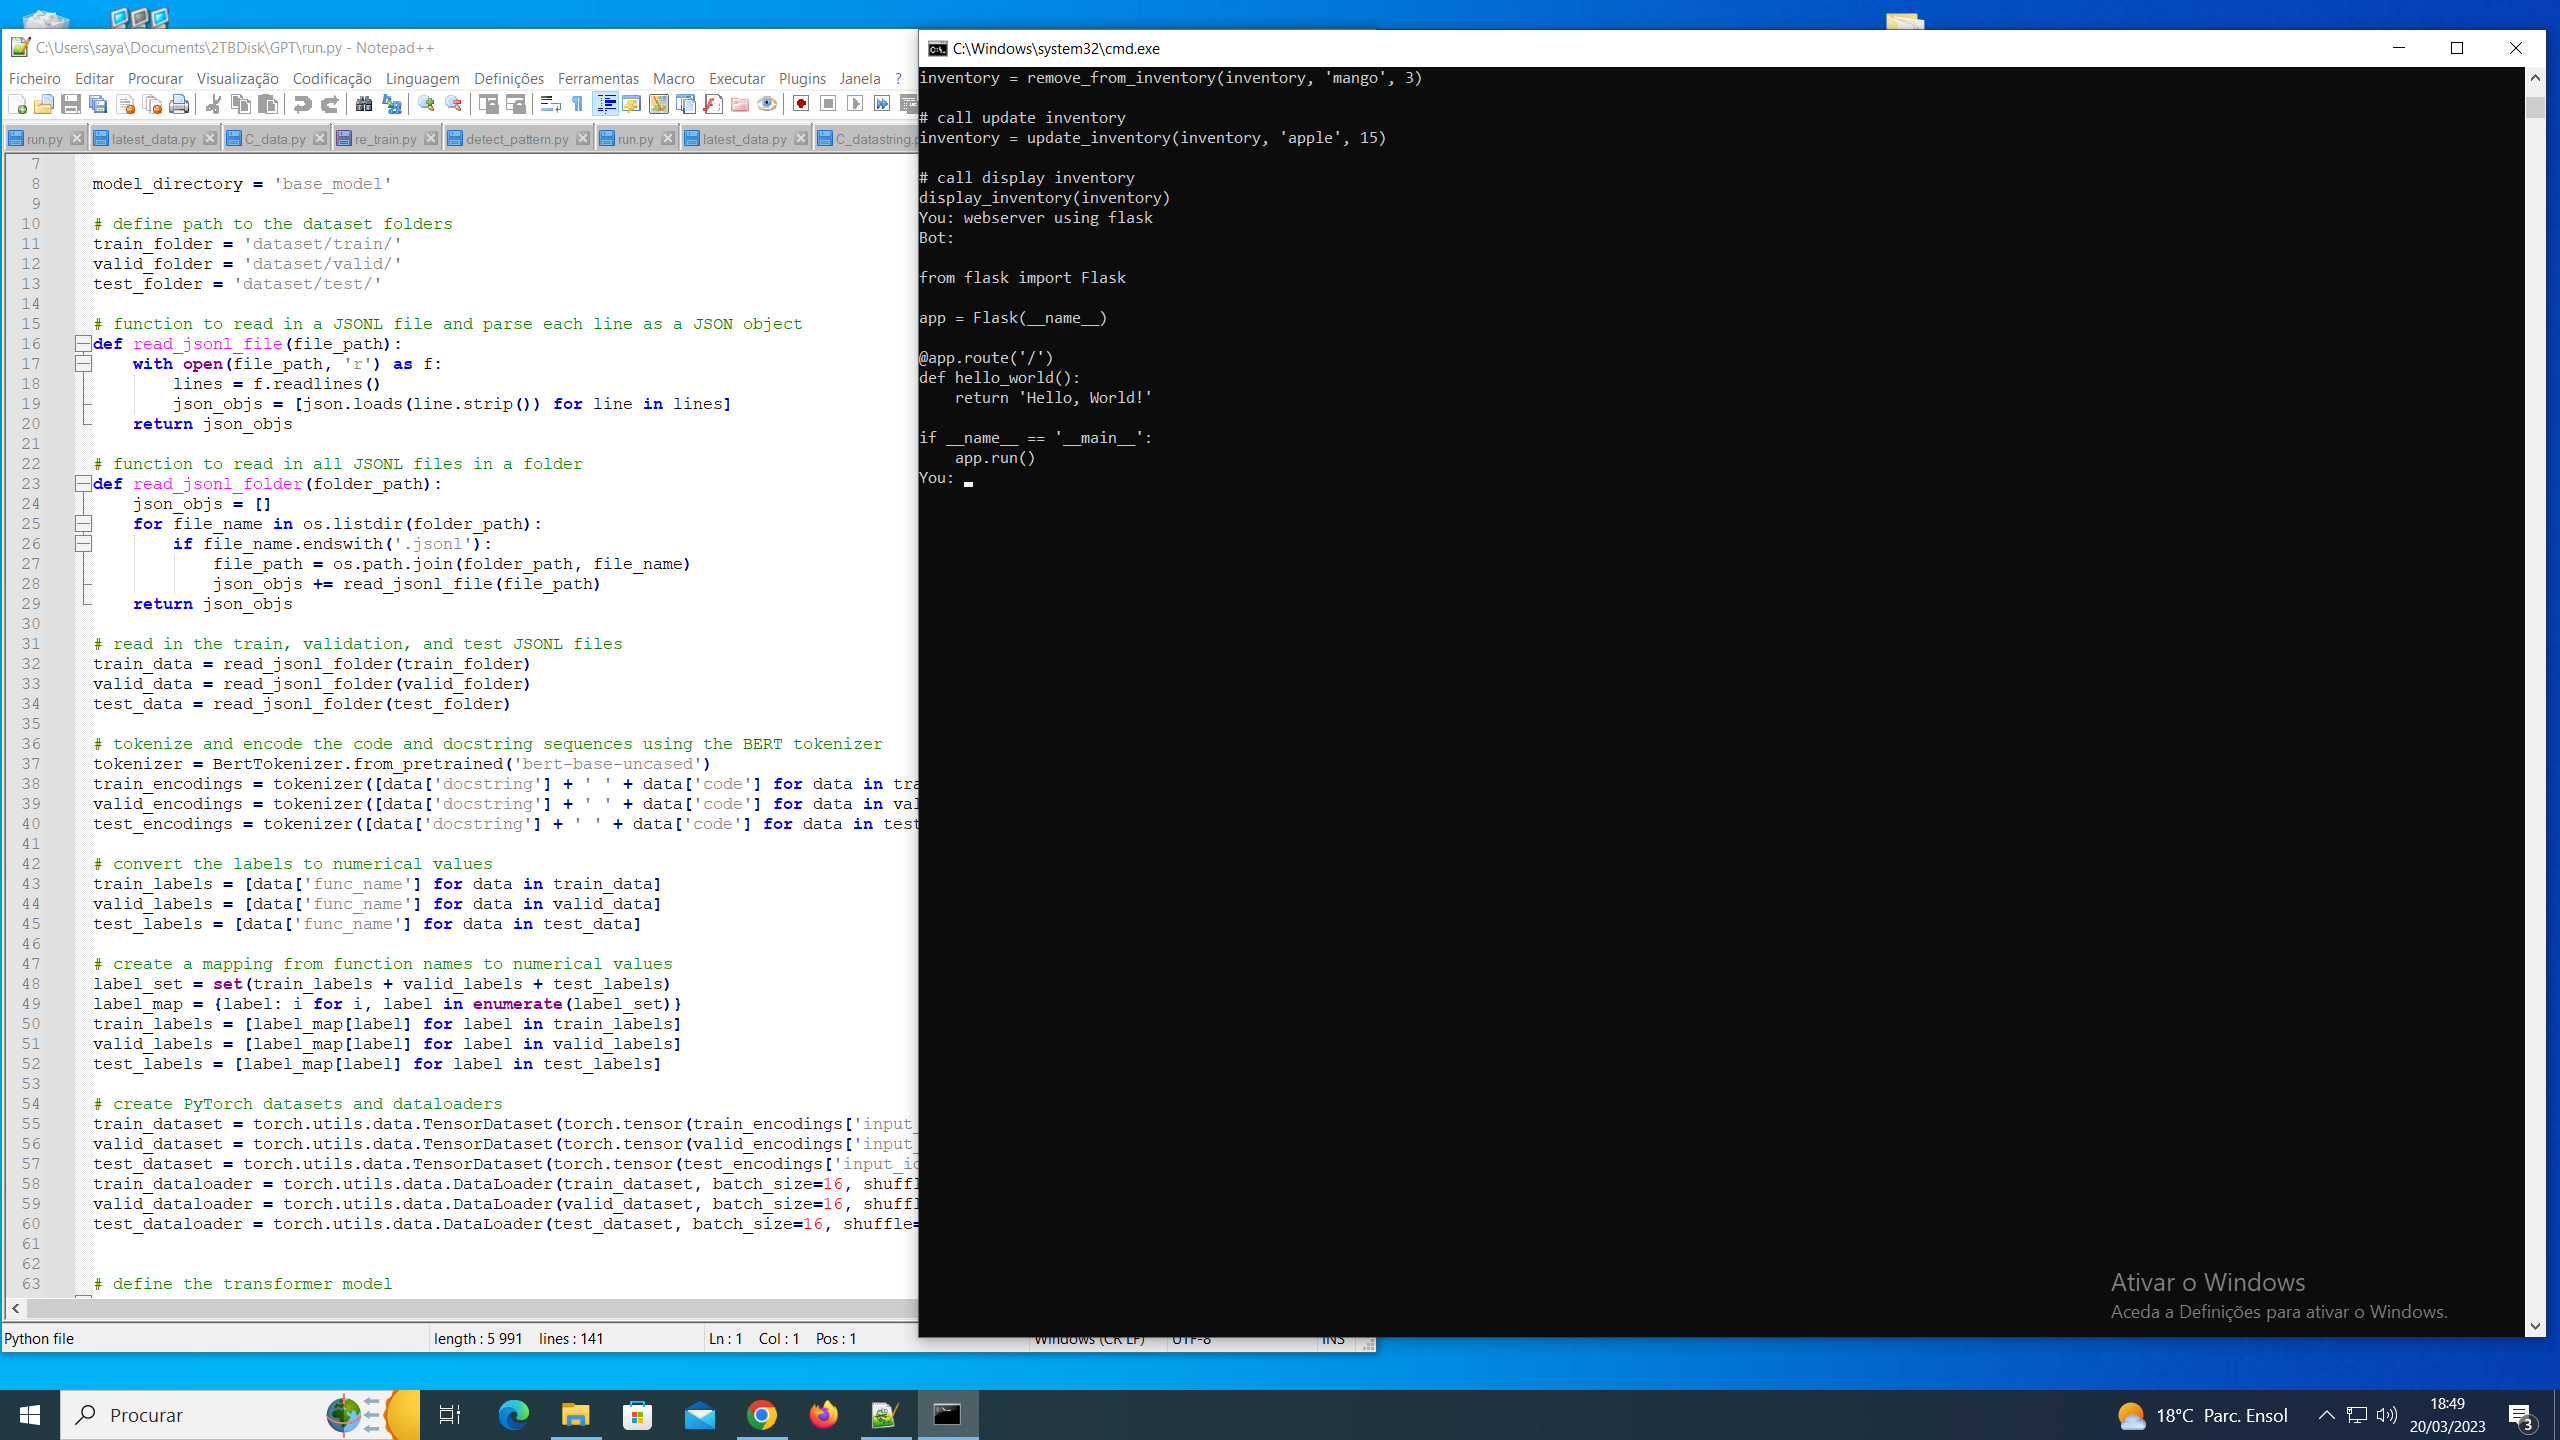 C:\Users\saya\Documents\2TBDisk\GPT\run.py - Notepad++
Ficheiro Editar Procurar Visualização Codificação Linguagem Definições Ferramentas Macro Executar Plugins Janela ?
run.py latest_data.py C_data.py re_train.py detect_pattern.py run.py latest_data.py C_datastring.p
7
8 model_directory = 'base_model'
9
10 # define path to the dataset folders
11 train_folder = 'dataset/train/'
12 valid_folder = 'dataset/valid/'
13 test_folder = 'dataset/test/'
14
15 # function to read in a JSONL file and parse each line as a JSON object
16 def read_jsonl_file(file_path):
17     with open(file_path, 'r') as f:
18         lines = f.readlines()
19         json_objs = [json.loads(line.strip()) for line in lines]
20     return json_objs
21
22 # function to read in all JSONL files in a folder
23 def read_jsonl_folder(folder_path):
24     json_objs = []
25     for file_name in os.listdir(folder_path):
26         if file_name.endswith('.jsonl'):
27             file_path = os.path.join(folder_path, file_name)
28             json_objs += read_jsonl_file(file_path)
29     return json_objs
30
31 # read in the train, validation, and test JSONL files
32 train_data = read_jsonl_folder(train_folder)
33 valid_data = read_jsonl_folder(valid_folder)
34 test_data = read_jsonl_folder(test_folder)
35
36 # tokenize and encode the code and docstring sequences using the BERT tokenizer
37 tokenizer = BertTokenizer.from_pretrained('bert-base-uncased')
38 train_encodings = tokenizer([data['docstring'] + ' ' + data['code'] for data in tra
39 valid_encodings = tokenizer([data['docstring'] + ' ' + data['code'] for data in val
40 test_encodings = tokenizer([data['docstring'] + ' ' + data['code'] for data in test
41
42 # convert the labels to numerical values
43 train_labels = [data['func_name'] for data in train_data]
44 valid_labels = [data['func_name'] for data in valid_data]
45 test_labels = [data['func_name'] for data in test_data]
46
47 # create a mapping from function names to numerical values
48 label_set = set(train_labels + valid_labels + test_labels)
49 label_map = {label: i for i, label in enumerate(label_set)}
50 train_labels = [label_map[label] for label in train_labels]
51 valid_labels = [label_map[label] for label in valid_labels]
52 test_labels = [label_map[label] for label in test_labels]
53
54 # create PyTorch datasets and dataloaders
55 train_dataset = torch.utils.data.TensorDataset(torch.tensor(train_encodings['input_
56 valid_dataset = torch.utils.data.TensorDataset(torch.tensor(valid_encodings['input_
57 test_dataset = torch.utils.data.TensorDataset(torch.tensor(test_encodings['input_ic
58 train_dataloader = torch.utils.data.DataLoader(train_dataset, batch_size=16, shuffl
59 valid_dataloader = torch.utils.data.DataLoader(valid_dataset, batch_size=16, shuffl
60 test_dataloader = torch.utils.data.DataLoader(test_dataset, batch_size=16, shuffle=
61
62
63 # define the transformer model
Python file length : 5 991 lines : 141 Ln : 1 Col : 1 Pos : 1 Windows (CR LF) UTF-8 INS
C:\Windows\system32\cmd.exe
inventory = remove_from_inventory(inventory, 'mango', 3)
# call update inventory
inventory = update_inventory(inventory, 'apple', 15)
# call display inventory
display_inventory(inventory)
You: webserver using flask
Bot:
from flask import Flask
app = Flask(__name__)
@app.route('/')
def hello_world():
    return 'Hello, World!'
if __name__ == '__main__':
    app.run()
You:
Ativar o Windows
Aceda a Definições para ativar o Windows.
Procurar
18°C Parc. Ensol
18:49
20/03/2023
3